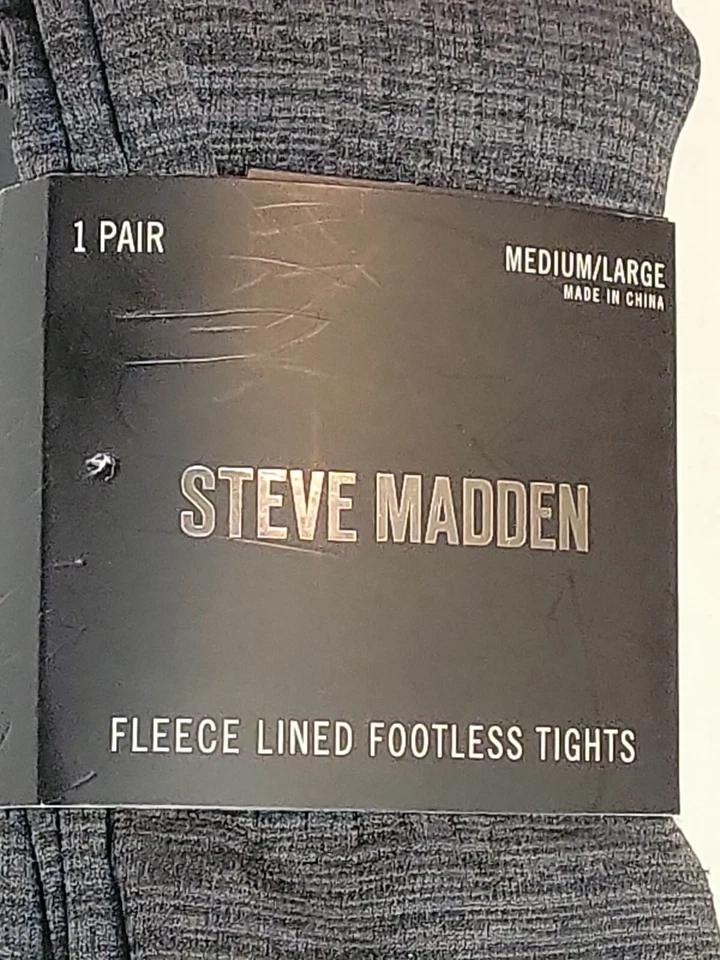 1 PAIR
MEDIUM/LARGE
MADE IN CHINA
STEVE MADDEN
FLEECE LINED FOOTLESS TIGHTS